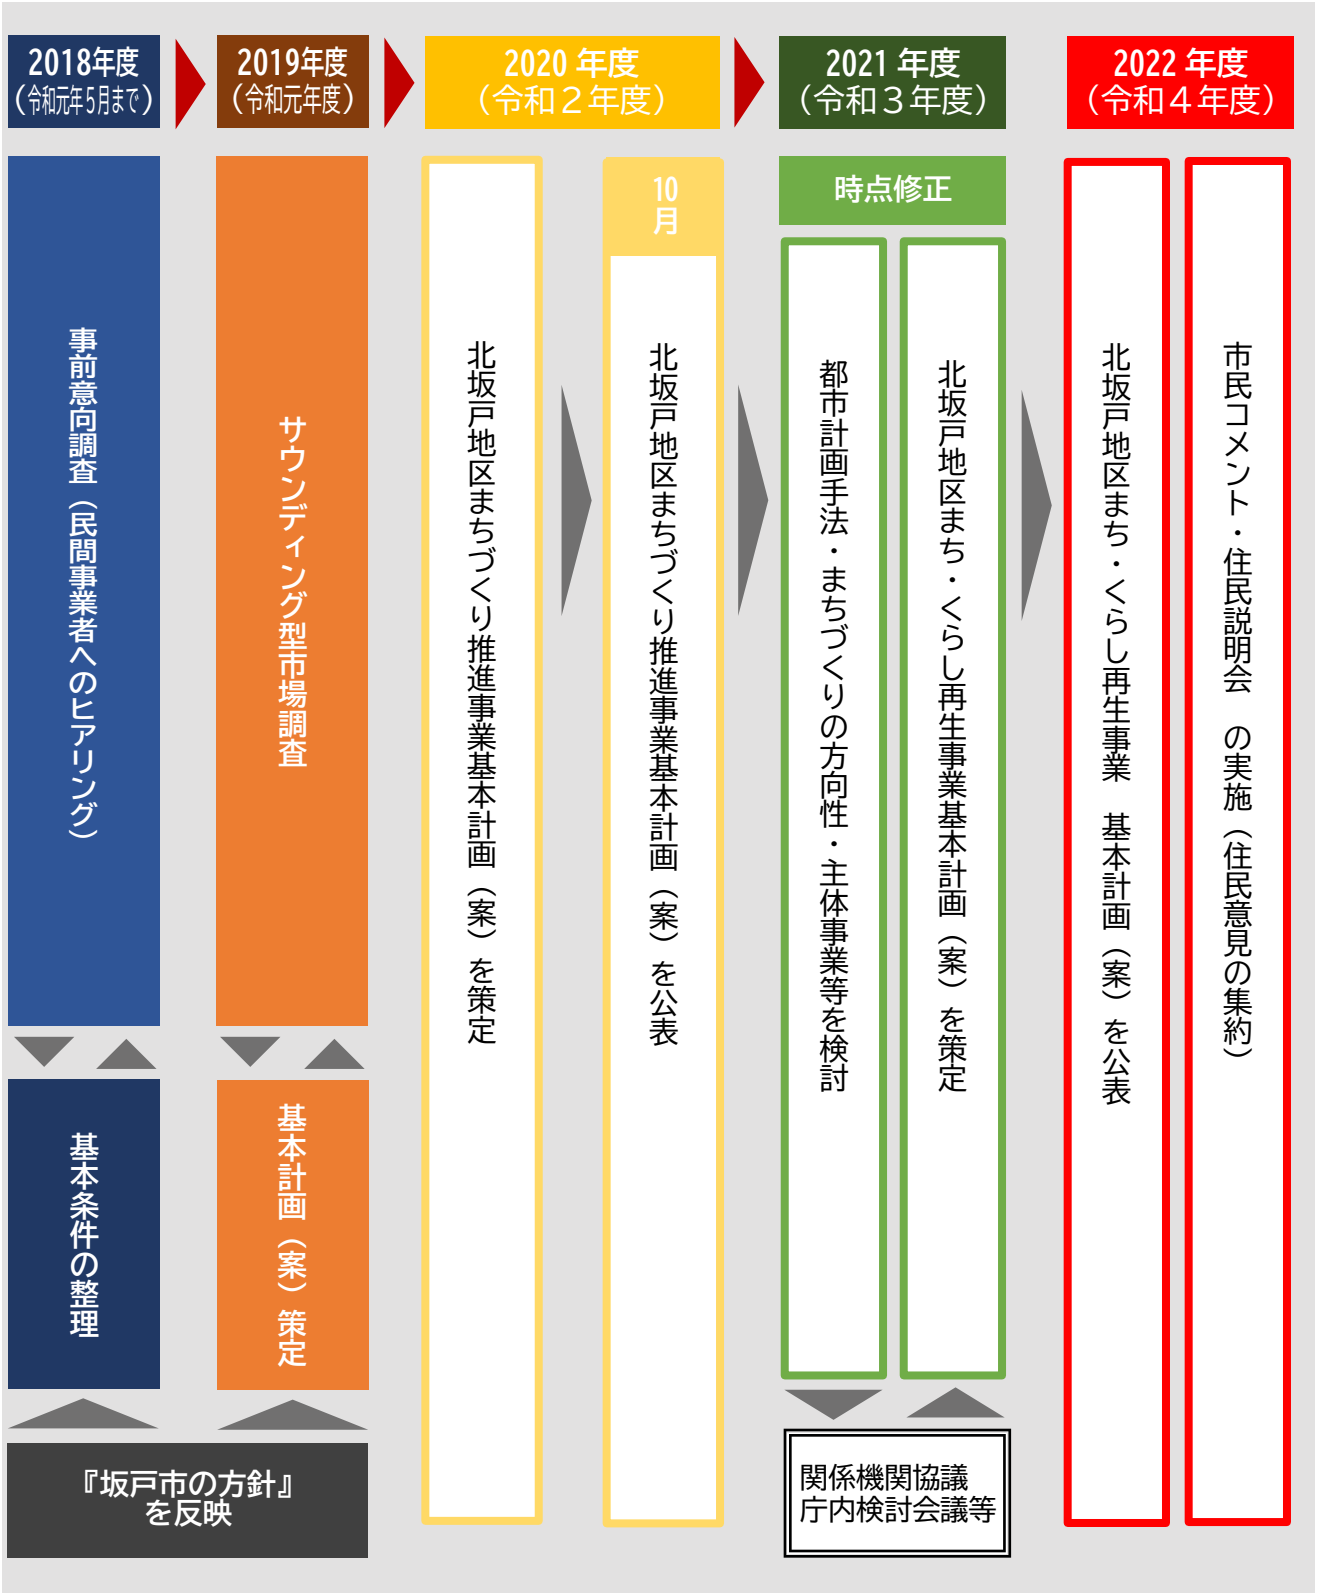 2018年度
（令和元年５月まで）
2019年度
（令和元年度）
2020 年度
（令和２年度）
2021 年度
（令和３年度）
2022 年度
（令和４年度）
事前意向調査（民間事業者へのヒアリング）
基本条件の整理
サウンディング型市場調査
基本計画（案）策定
『坂戸市の方針』
を反映
北坂戸地区まちづくり推進事業基本計画（案）を策定
10
月
北坂戸地区まちづくり推進事業基本計画（案）を公表
時点修正
都市計画手法・まちづくりの方向性・主体事業等を検討
北坂戸地区まち・くらし再生事業基本計画（案）を策定
関係機関協議
庁内検討会議等
北坂戸地区まち・くらし再生事業　基本計画（案）を公表
市民コメント・住民説明会　の実施（住民意見の集約）